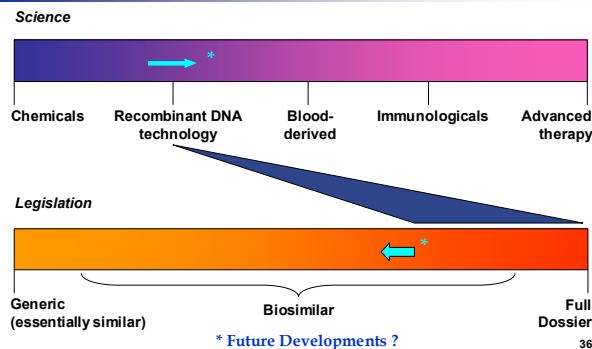 Science
*
Chemicals
Recombinant DNA
technology
Blood-
derived
Immunologicals
Advanced
therapy
Legislation
*
Generic
(essentially similar)
Biosimilar
Full
Dossier
* Future Developments ?
36